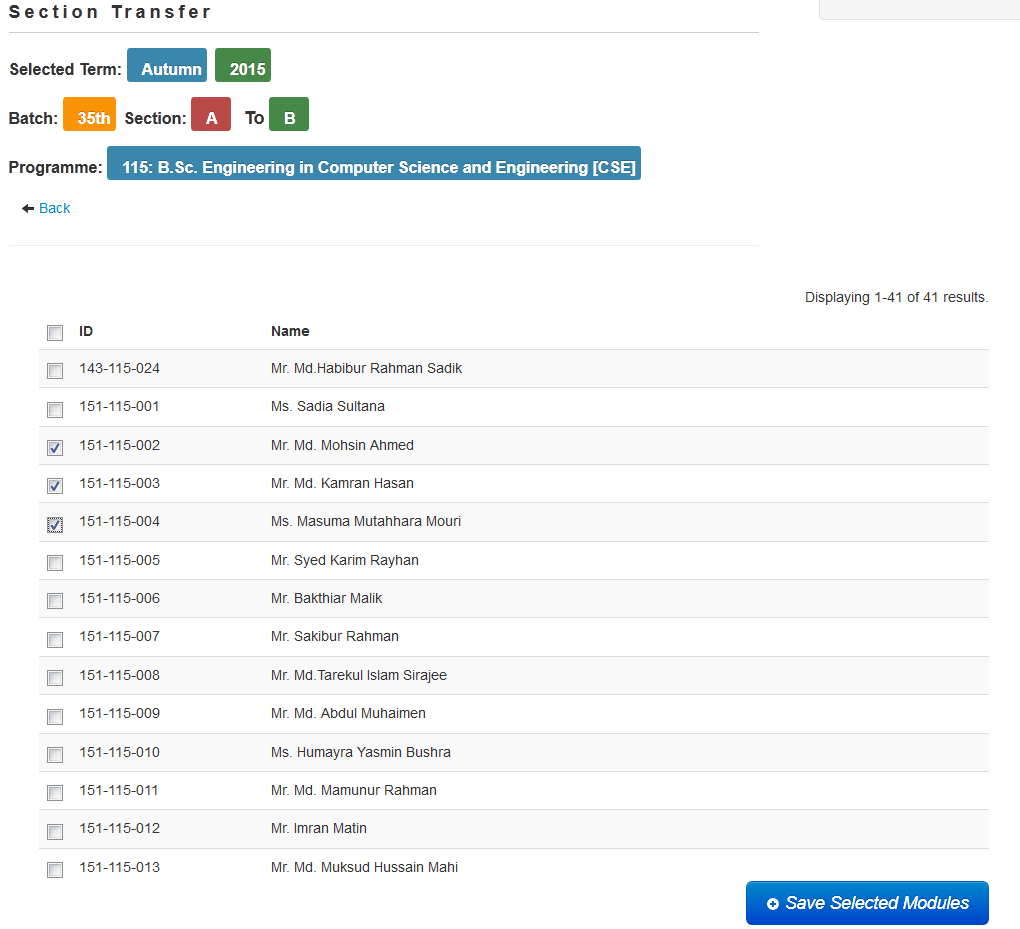 Section Transfer
Selected Term: Autumn 2015
Batch: 35th Section: A To B
Programme: 115: B.Sc. Engineering in Computer Science and Engineering [CSE]
Back
Displaying 1-41 of 41 results.
ID Name
143-115-024 Mr. Md.Habibur Rahman Sadik
151-115-001 Ms. Sadia Sultana
151-115-002 Mr. Md. Mohsin Ahmed
151-115-003 Mr. Md. Kamran Hasan
151-115-004 Ms. Masuma Mutahhara Mouri
151-115-005 Mr. Syed Karim Rayhan
151-115-006 Mr. Bakthiar Malik
151-115-007 Mr. Sakibur Rahman
151-115-008 Mr. Md.Tarekul Islam Sirajee
151-115-009 Mr. Md. Abdul Muhaimen
151-115-010 Ms. Humayra Yasmin Bushra
151-115-011 Mr. Md. Mamunur Rahman
151-115-012 Mr. Imran Matin
151-115-013 Mr. Md. Muksud Hussain Mahi
Save Selected Modules